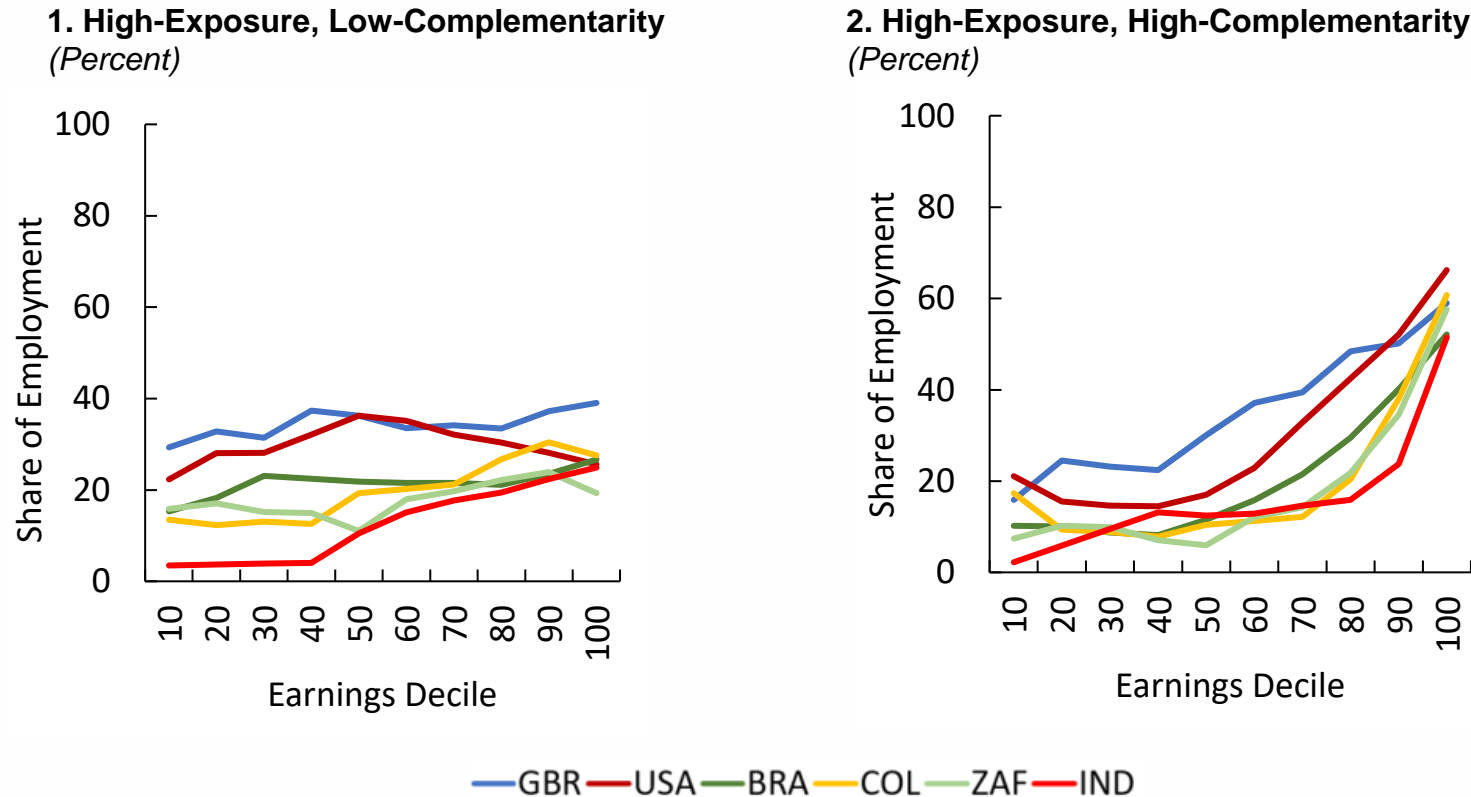 1. High-Exposure, Low-Complementarity
(Percent)
100
80
60
40
20
0
Share of Employment
10 20 30 40 50 60 70 80 90 100
Earnings Decile
2. High-Exposure, High-Complementarity
(Percent)
100
80
60
40
20
0
Share of Employment
10 20 30 40 50 60 70 80 90 100
Earnings Decile
GBR USA BRA COL ZAF IND